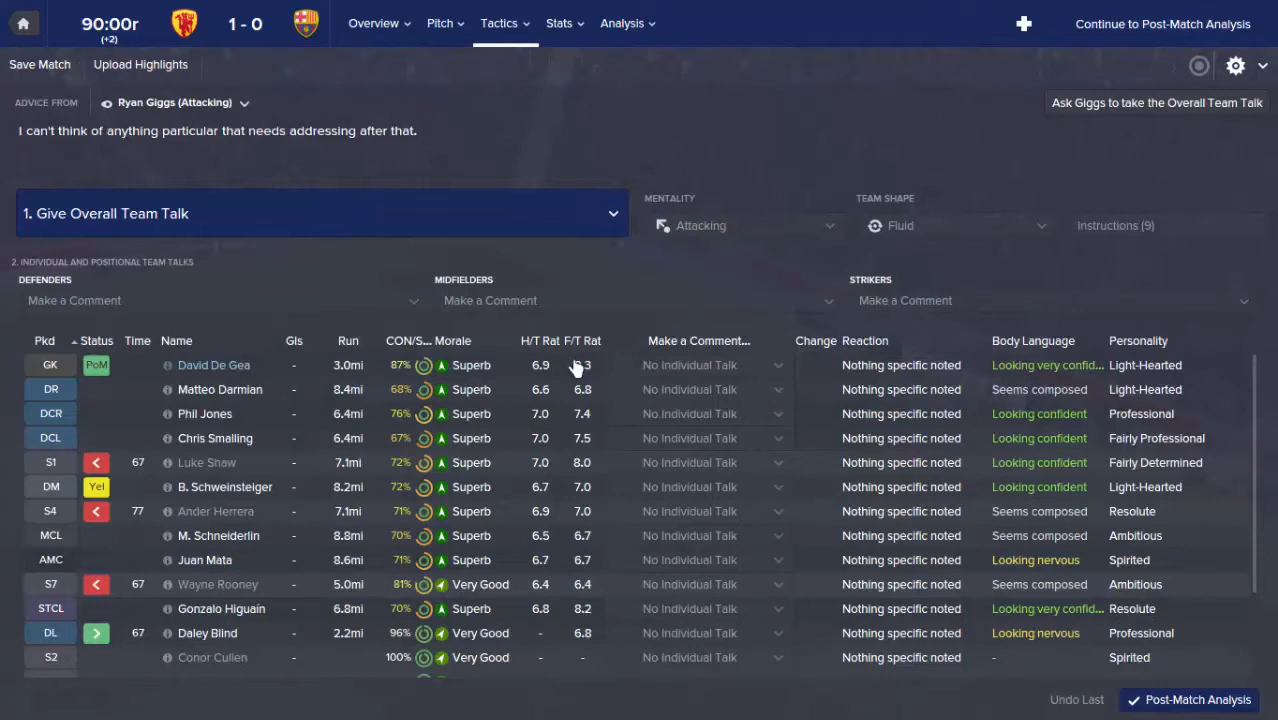 90:00r
(+2)
1 - 0
Overview
Pitch
Tactics
Stats
Analysis
Continue to Post-Match Analysis
Save Match
Upload Highlights
ADVICE FROM
Ryan Giggs (Attacking)
Ask Giggs to take the Overall Team Talk
I can't think of anything particular that needs addressing after that.
1. Give Overall Team Talk
MENTALITY
Attacking
TEAM SHAPE
Fluid
Instructions (9)
2. INDIVIDUAL AND POSITIONAL TEAM TALKS
DEFENDERS MIDFIELDERS STRIKERS
Make a Comment Make a Comment Make a Comment
Pkd Status Time Name Gls Run CON/S... Morale H/T Rat F/T Rat Make a Comment... Change Reaction Body Language Personality
GK PoM David De Gea - 3.0mi 87% Superb 6.9 No Individual Talk Nothing specific noted Looking very confid... Light-Hearted
DR Matteo Darmian - 8.4mi 68% Superb 6.6 6.8 No Individual Talk Nothing specific noted Seems composed Light-Hearted
DCR Phil Jones - 6.4mi 76% Superb 7.0 7.4 No Individual Talk Nothing specific noted Looking confident Professional
DCL Chris Smalling - 6.4mi 67% Superb 7.0 7.5 No Individual Talk Nothing specific noted Looking confident Fairly Professional
S1 67 Luke Shaw - 7.1mi 72% Superb 7.0 8.0 No Individual Talk Nothing specific noted Looking confident Fairly Determined
DM Yel B. Schweinsteiger - 8.2mi 72% Superb 6.7 7.0 No Individual Talk Nothing specific noted Looking confident Light-Hearted
S4 77 Ander Herrera - 7.1mi 71% Superb 6.9 7.0 No Individual Talk Nothing specific noted Seems composed Resolute
MCL M. Schneiderlin - 8.8mi 70% Superb 6.5 6.7 No Individual Talk Nothing specific noted Seems composed Ambitious
AMC Juan Mata - 8.6mi 71% Superb 6.7 6.7 No Individual Talk Nothing specific noted Looking nervous Spirited
S7 67 Wayne Rooney - 5.0mi 81% Very Good 6.4 6.4 No Individual Talk Nothing specific noted Seems composed Ambitious
STCL Gonzalo Higuaín - 6.8mi 70% Superb 6.8 8.2 No Individual Talk Nothing specific noted Looking very confid... Resolute
DL 67 Daley Blind - 2.2mi 96% Very Good - 6.8 No Individual Talk Nothing specific noted Looking nervous Professional
S2 Conor Cullen - 100% Very Good - - No Individual Talk Nothing specific noted - Spirited
Undo Last
Post-Match Analysis